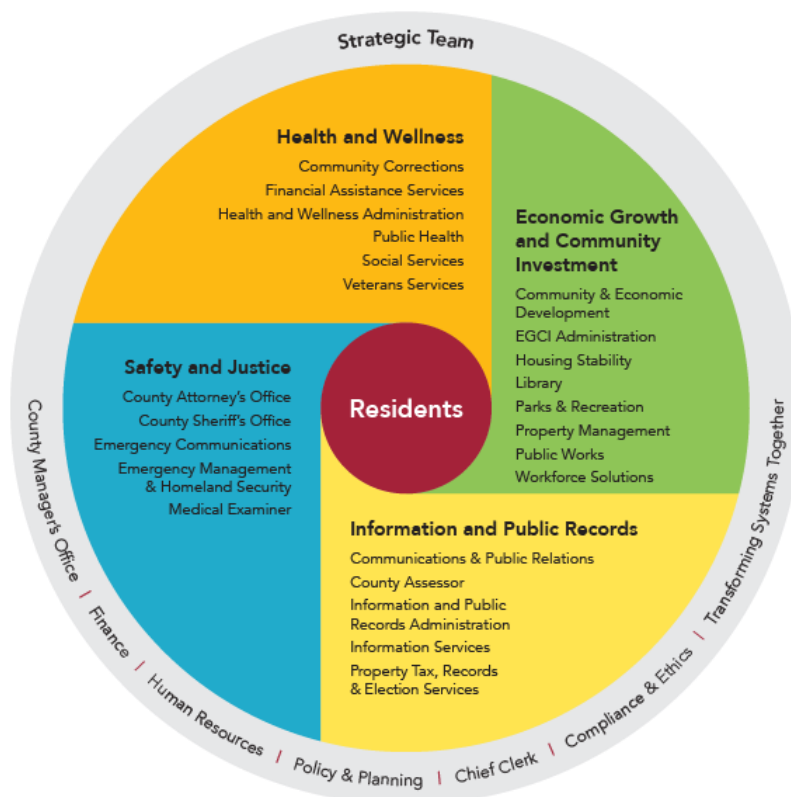 Strategic Team
Health and Wellness
Community Corrections
Financial Assistance Services
Health and Wellness Administration
Public Health
Social Services
Veterans Services
Economic Growth
and Community
Investment
Community & Economic
Development
EGCI Administration
Housing Stability
Library
Parks & Recreation
Property Management
Public Works
Workforce Solutions
Safety and Justice
County Attorney's Office
County Sheriff's Office
Emergency Communications
Emergency Management
& Homeland Security
Medical Examiner
Residents
Information and Public Records
Communications & Public Relations
County Assessor
Information and Public
Records Administration
Information Services
Property Tax, Records
& Election Services
County Manager's Office | Finance | Human Resources | Policy & Planning | Chief Clerk | Compliance & Ethics | Transforming Systems Together